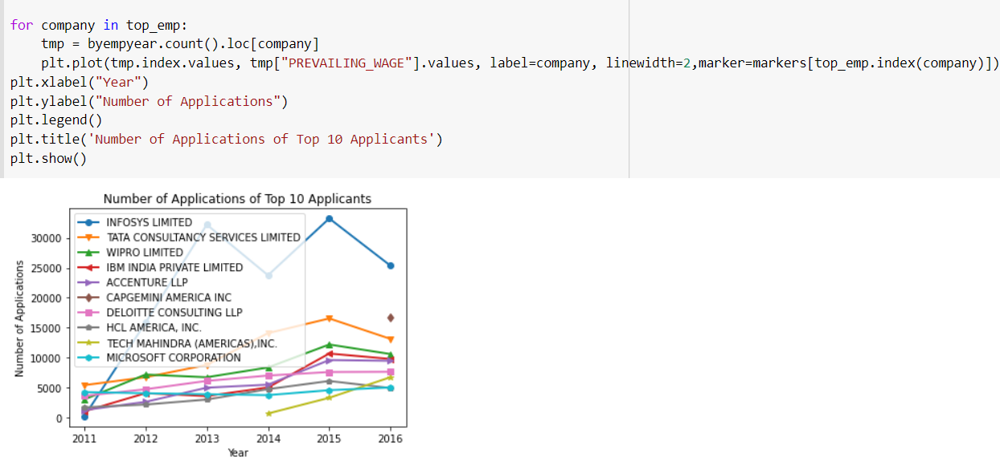 for company in top_emp:
    tmp = byempyear.count().loc[company]
    plt.plot(tmp.index.values, tmp["PREVAILING_WAGE"].values, label=company, linewidth=2,marker=markers[top_emp.index(company)])
plt.xlabel("Year")
plt.ylabel("Number of Applications")
plt.legend()
plt.title('Number of Applications of Top 10 Applicants')
plt.show()
Number of Applications of Top 10 Applicants
INFOSYS LIMITED
TATA CONSULTANCY SERVICES LIMITED
WIPRO LIMITED
IBM INDIA PRIVATE LIMITED
ACCENTURE LLP
CAPGEMINI AMERICA INC
DELOITTE CONSULTING LLP
HCL AMERICA, INC.
TECH MAHINDRA (AMERICAS),INC.
MICROSOFT CORPORATION
Number of Applications
30000
25000
20000
15000
10000
5000
0
2011 2012 2013 2014 2015 2016
Year